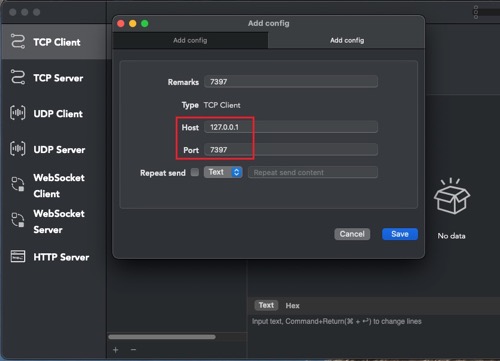 Add config
Add config
Add config
TCP Client
TCP Server
UDP Client
UDP Server
WebSocket
Client
WebSocket
Server
HTTP Server
Remarks 7397
Type TCP Client
Host 127.0.0.1
Port 7397
Repeat send Text Repeat send content
Cancel Save
No data
Text Hex
Input text, Command+Return(⌘ + ↵) to change lines
+ −